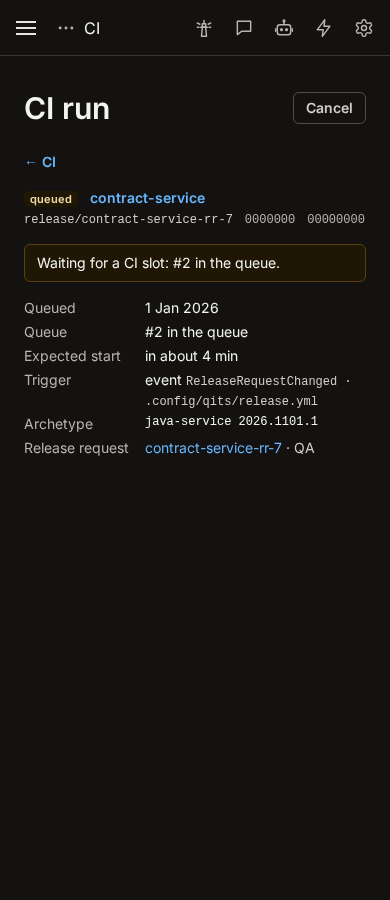 CI
CI run
Cancel
← CI
queued contract-service
release/contract-service-rr-7 0000000 00000000
Waiting for a CI slot: #2 in the queue.
Queued 1 Jan 2026
Queue #2 in the queue
Expected start in about 4 min
Trigger event ReleaseRequestChanged ·
.config/qits/release.yml
Archetype java-service 2026.1101.1
Release request contract-service-rr-7 · QA